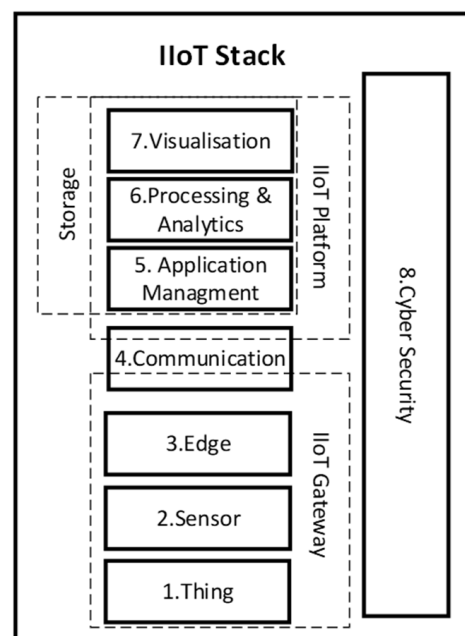 IIoT Stack
7.Visualisation
6.Processing &
Analytics
5. Application
Managment
Storage
IIoT Platform
4.Communication
3.Edge
2.Sensor
1.Thing
IIoT Gateway
8.Cyber Security